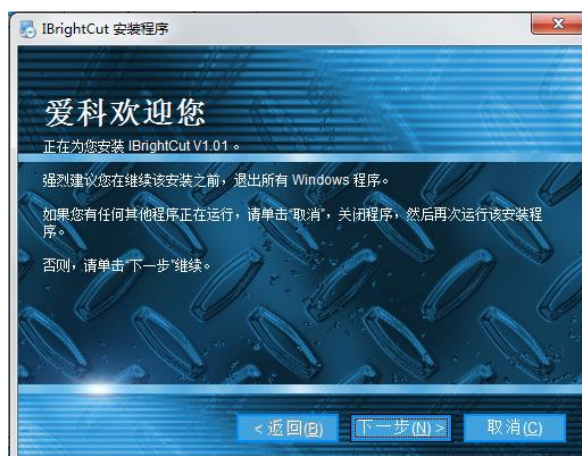 IBrightCut 安装程序
爱科欢迎您
正在为您安装 IBrightCut V1.01。
强烈建议您在继续该安装之前，退出所有 Windows 程序。
如果您有任何其他程序正在运行，请单击“取消”，关闭程序，然后再次运行该安装程
序。
否则，请单击“下一步”继续。
< 返回(B)
下一步(N) >
取消(C)